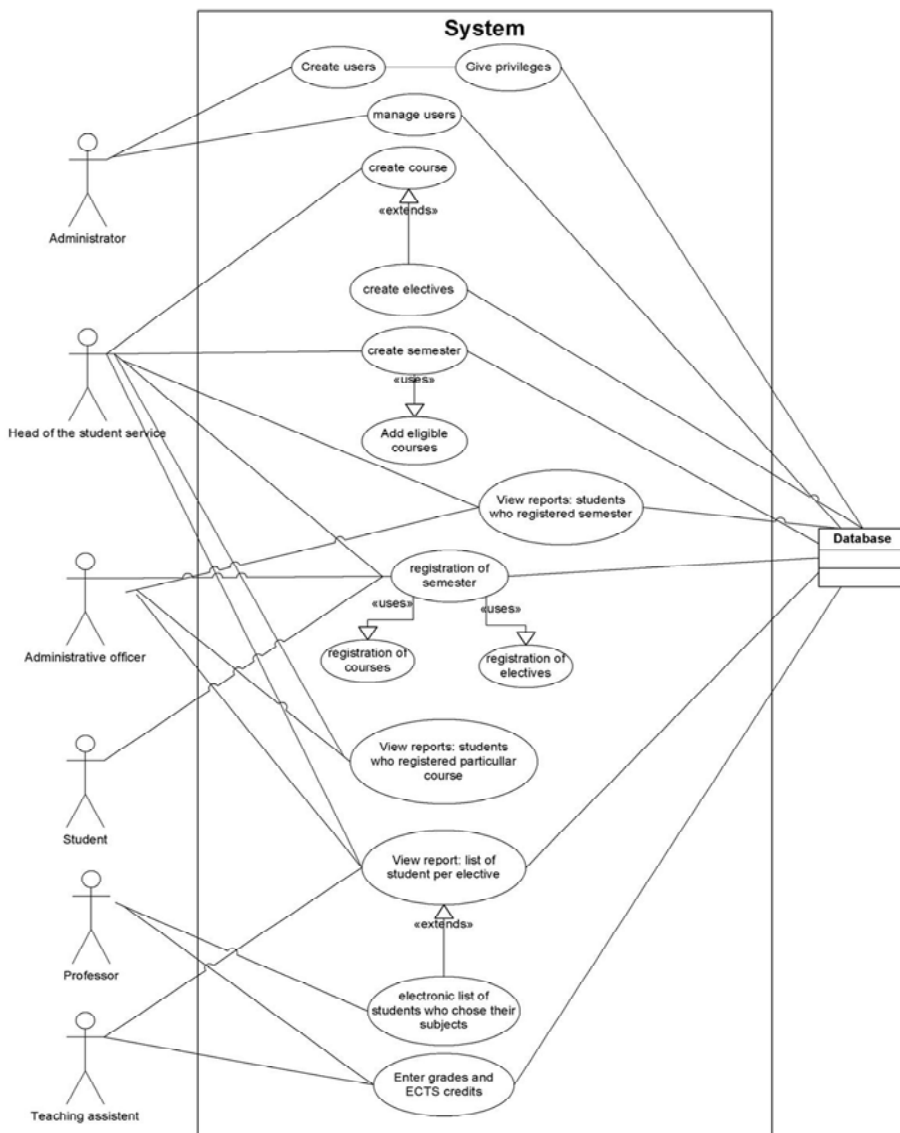 System
Create users
Give privileges
manage users
create course
«extends»
Administrator
create electives
create semester
«uses»
Head of the student service
Add eligible
courses
View reports: students
who registered semester
Database
registration of
semester
«uses»
«uses»
Administrative officer
registration of
courses
registration of
electives
View reports: students
who registered particullar
course
Student
View report: list of
student per elective
«extends»
Professor
electronic list of
students who chose their
subjects
Enter grades and
ECTS credits
Teaching assistent